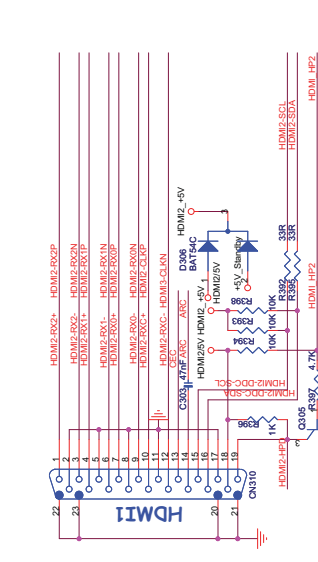 HDMI_HP2
HDMI2-SCL
HDMI2-SDA
HDMI2_+5V
3
D306
BAT54C
1
2
HDMI2/5V
+5V_Standby
33R
33R
R392
R395
HDMI_HP2
HDMI2-RX2+ HDMI2-RX2P
HDMI2-RX2- HDMI2-RX2N
HDMI2-RX1+ HDMI2-RX1P
HDMI2-RX1- HDMI2-RX1N
HDMI2-RX0+ HDMI2-RX0P
HDMI2-RX0- HDMI2-RX0N
HDMI2-RXC+ HDMI2-CLKP
HDMI2-RXC- HDMI3-CLKN
CEC
ARC ARC
C303 47nF
HDMI2_+5V
HDMI2/5V
R398 10K
R393 10K
R394 10K
HDMI2-DDC-SCL
HDMI2-DDC-SDA
R396 1K
R397 4.7K
Q305
3
HDMI2-HPD
1
2
3
4
5
6
7
8
9
10
11
12
13
14
15
16
17
18
19
22
23
20
21
CN310
HDMI1